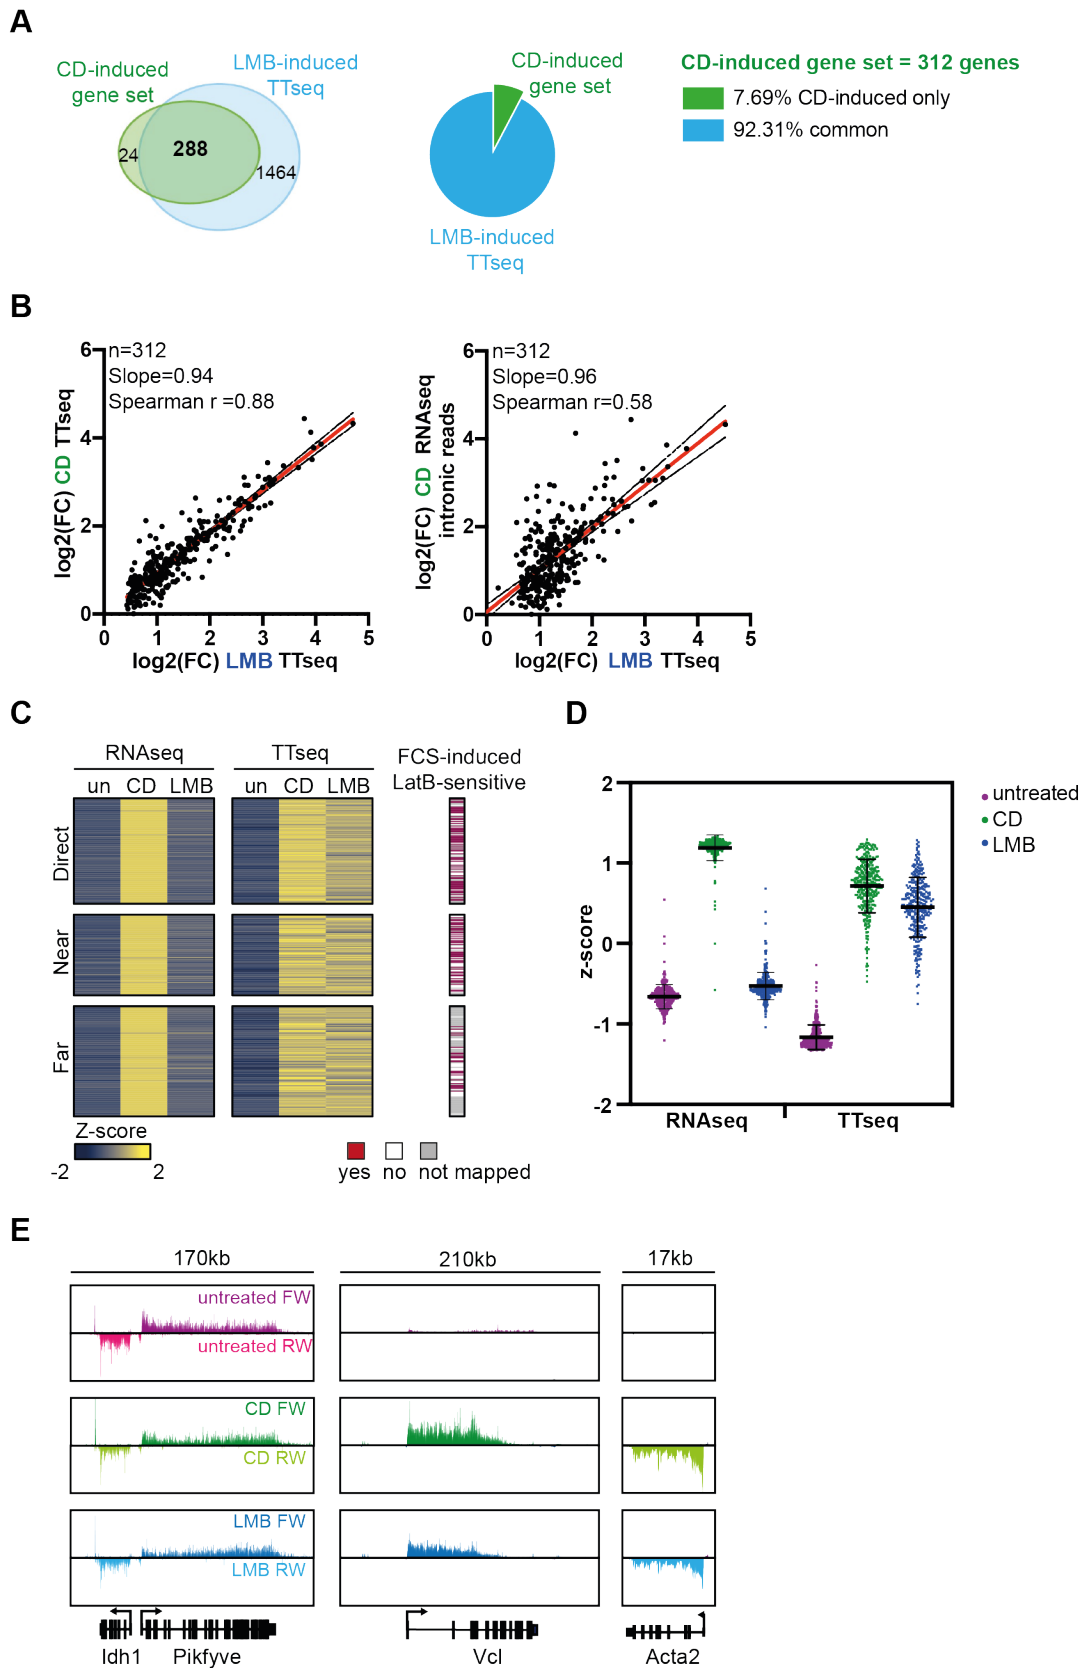 A
CD-induced
gene set
LMB-induced
TTseq
24
288
1464
CD-induced
gene set
LMB-induced
TTseq
CD-induced gene set = 312 genes
7.69% CD-induced only
92.31% common
B
n=312
Slope=0.94
Spearman r =0.88
6
4
2
0
0 1 2 3 4 5
log2(FC) CD TTseq
log2(FC) LMB TTseq
n=312
Slope=0.96
Spearman r=0.58
6
4
2
0
0 1 2 3 4 5
log2(FC) CD RNAseq
intronic reads
log2(FC) LMB TTseq
C
RNAseq
un CD LMB
TTseq
un CD LMB
FCS-induced
LatB-sensitive
Direct
Near
Far
Z-score
-2 2
yes no not mapped
D
2
1
0
-1
-2
z-score
RNAseq TTseq
untreated
CD
LMB
E
170kb
210kb
17kb
untreated FW
untreated RW
CD FW
CD RW
LMB FW
LMB RW
Idh1 Pikfyve
Vcl
Acta2